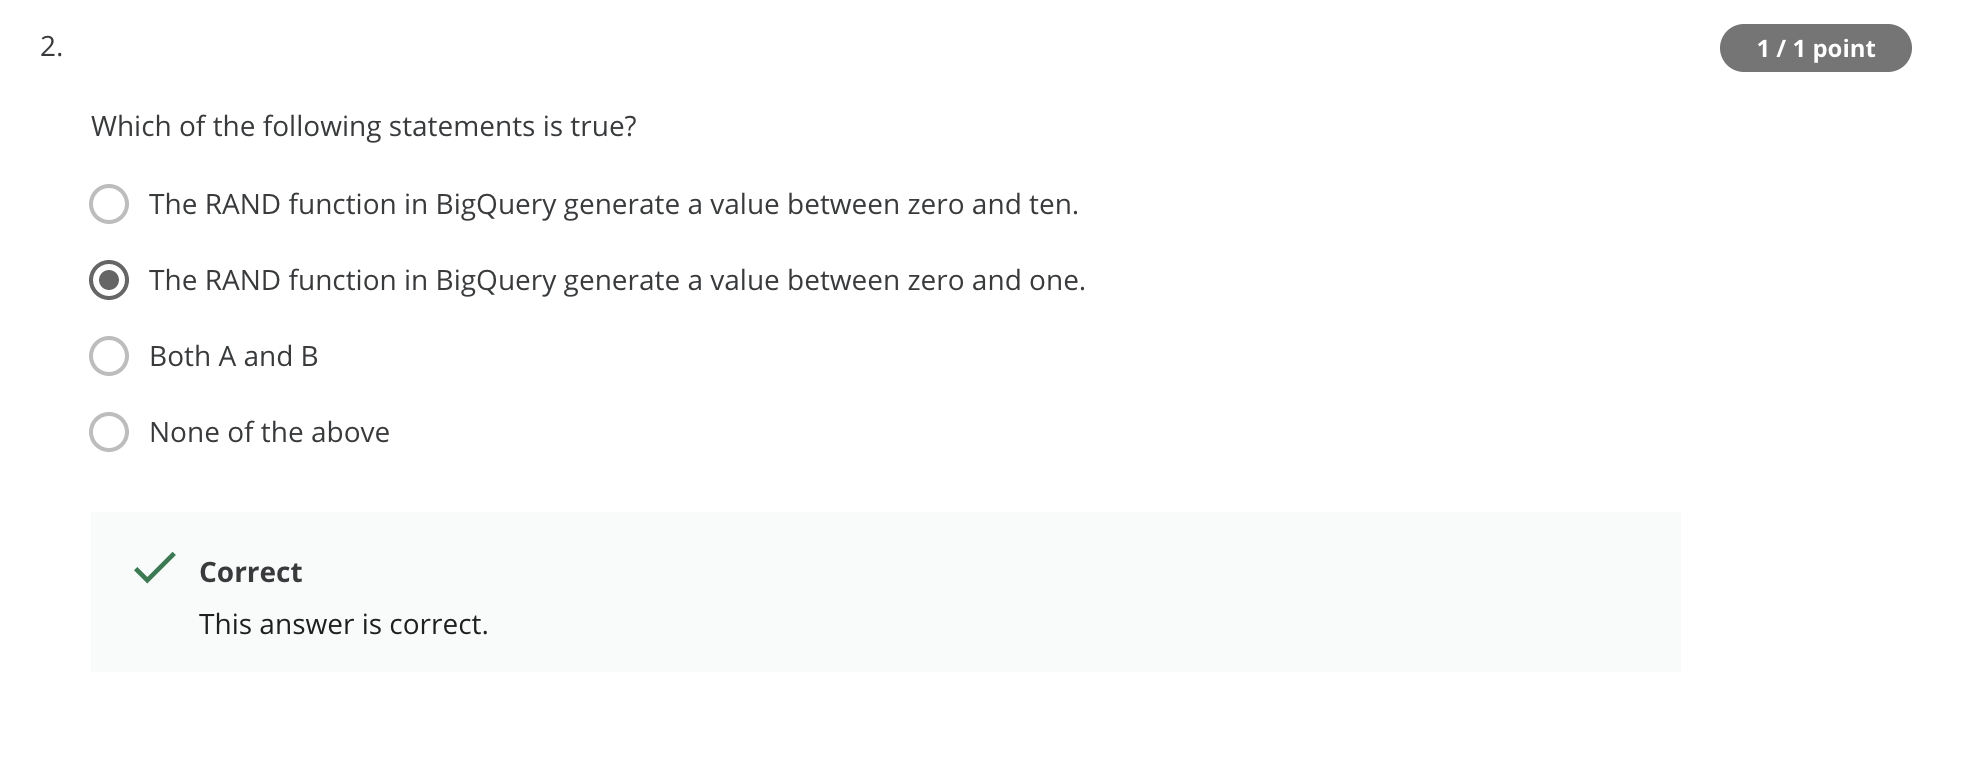 2.
1 / 1 point
Which of the following statements is true?
The RAND function in BigQuery generate a value between zero and ten.
The RAND function in BigQuery generate a value between zero and one.
Both A and B
None of the above
Correct
This answer is correct.